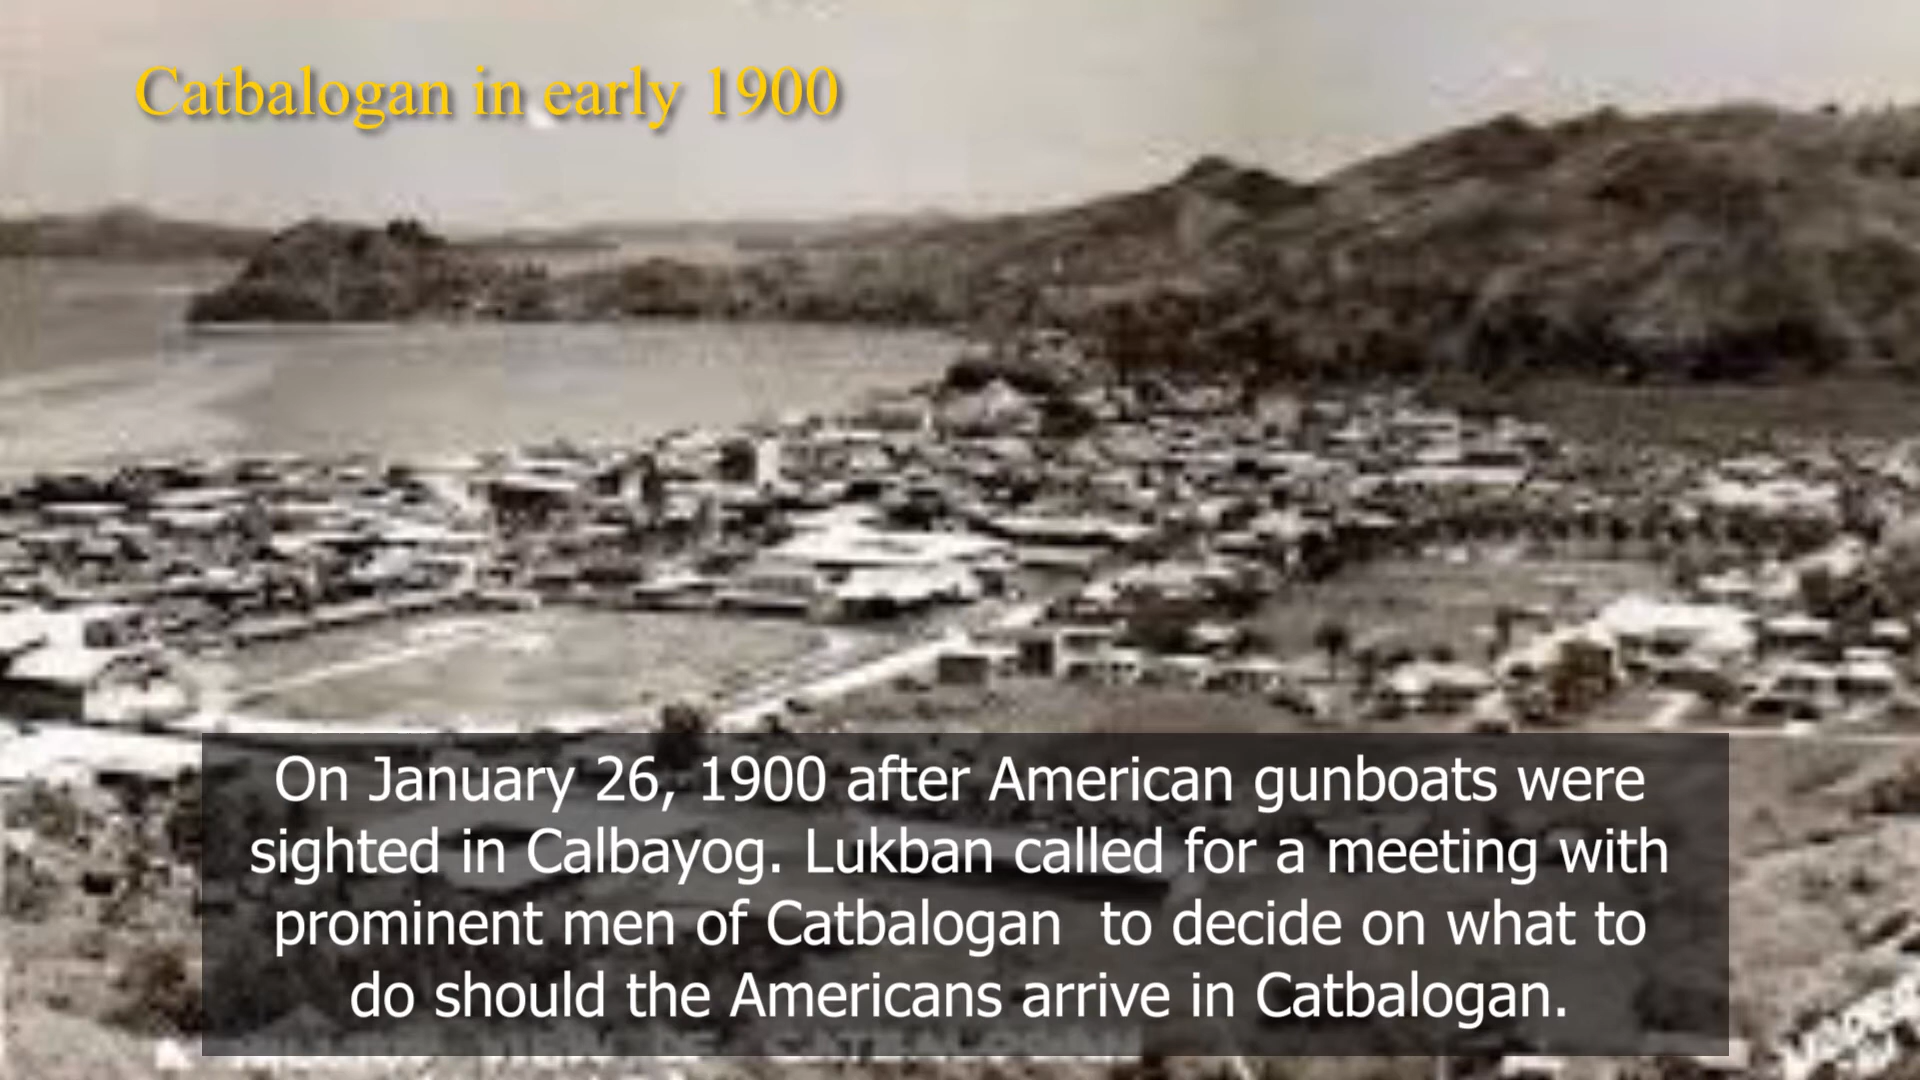 Catbalogan in early 1900
On January 26, 1900 after American gunboats were
sighted in Calbayog. Lukban called for a meeting with
prominent men of Catbalogan  to decide on what to
do should the Americans arrive in Catbalogan.